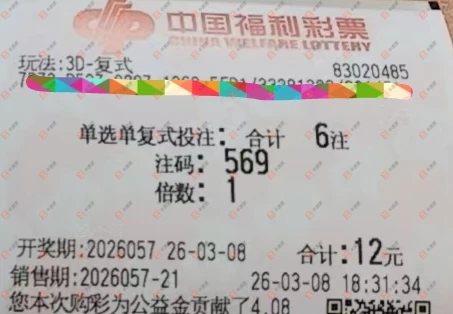 中国福利彩票
CHINA WELFARE LOTTERY
玩法:3D-复式
83020485
单选单复式投注: 合计 6注
注码: 569
倍数: 1
开奖期:2026057 26-03-08 合计:12元
销售期:2026057-21 26-03-08 18:31:34
您本次购彩为公益金贡献了4.08